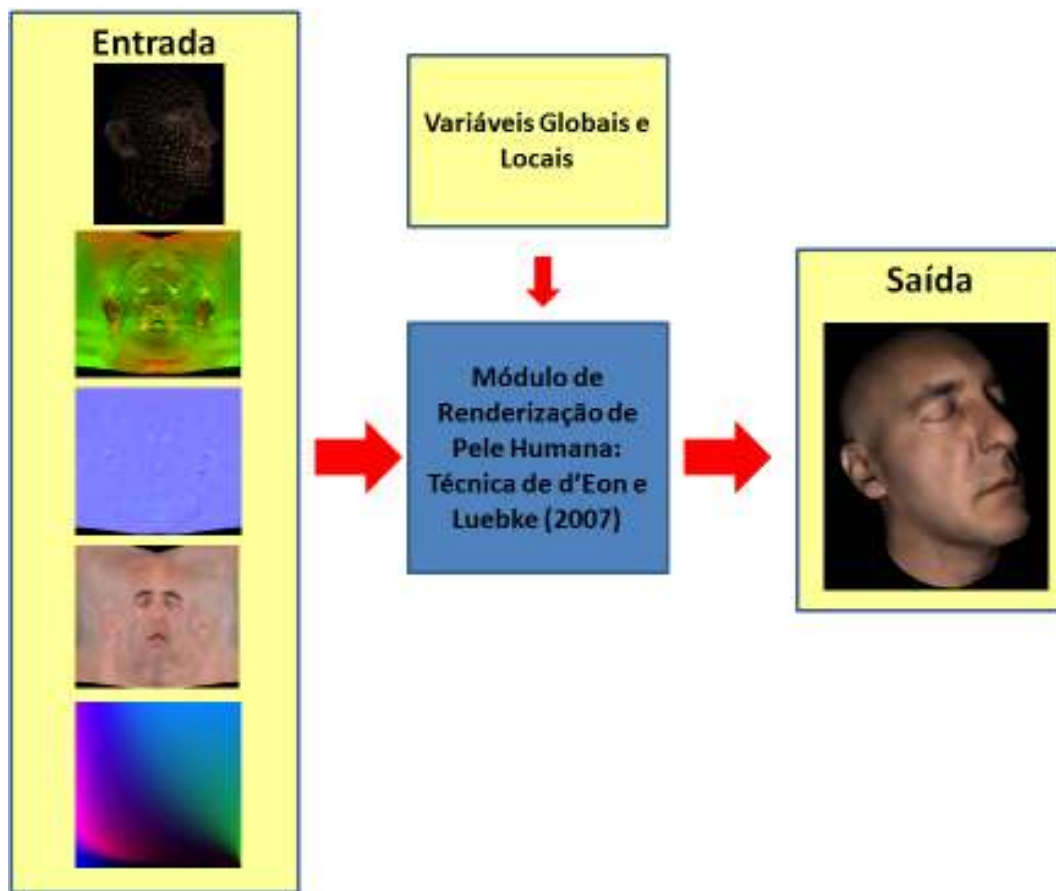 Entrada
Variáveis Globais e
Locais
Módulo de
Renderização de
Pele Humana:
Técnica de d'Eon e
Luebke (2007)
Saída